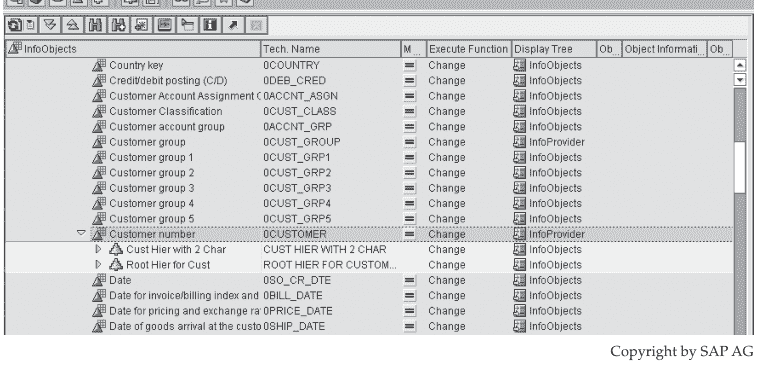 InfoObjects Tech. Name M... Execute Function Display Tree Ob... Object Informati... Ob...
Country key 0COUNTRY Change InfoObjects
Credit/debit posting (C/D) 0DEB_CRED Change InfoObjects
Customer Account Assignment G 0ACCNT_ASGN Change InfoObjects
Customer Classification 0CUST_CLASS Change InfoObjects
Customer account group 0ACCNT_GRP Change InfoObjects
Customer group 0CUST_GROUP Change InfoProvider
Customer group 1 0CUST_GRP1 Change InfoObjects
Customer group 2 0CUST_GRP2 Change InfoObjects
Customer group 3 0CUST_GRP3 Change InfoObjects
Customer group 4 0CUST_GRP4 Change InfoObjects
Customer group 5 0CUST_GRP5 Change InfoObjects
Customer number 0CUSTOMER Change InfoProvider
Cust Hier with 2 Char CUST HIER WITH 2 CHAR Change InfoObjects
Root Hier for Cust ROOT HIER FOR CUSTOM... Change InfoObjects
Date 0SO_CR_DTE Change InfoObjects
Date for invoice/billing index and 0BILL_DATE Change InfoObjects
Date for pricing and exchange ra 0PRICE_DATE Change InfoObjects
Date of goods arrival at the custo 0SHIP_DATE Change InfoObjects
Copyright by SAP AG